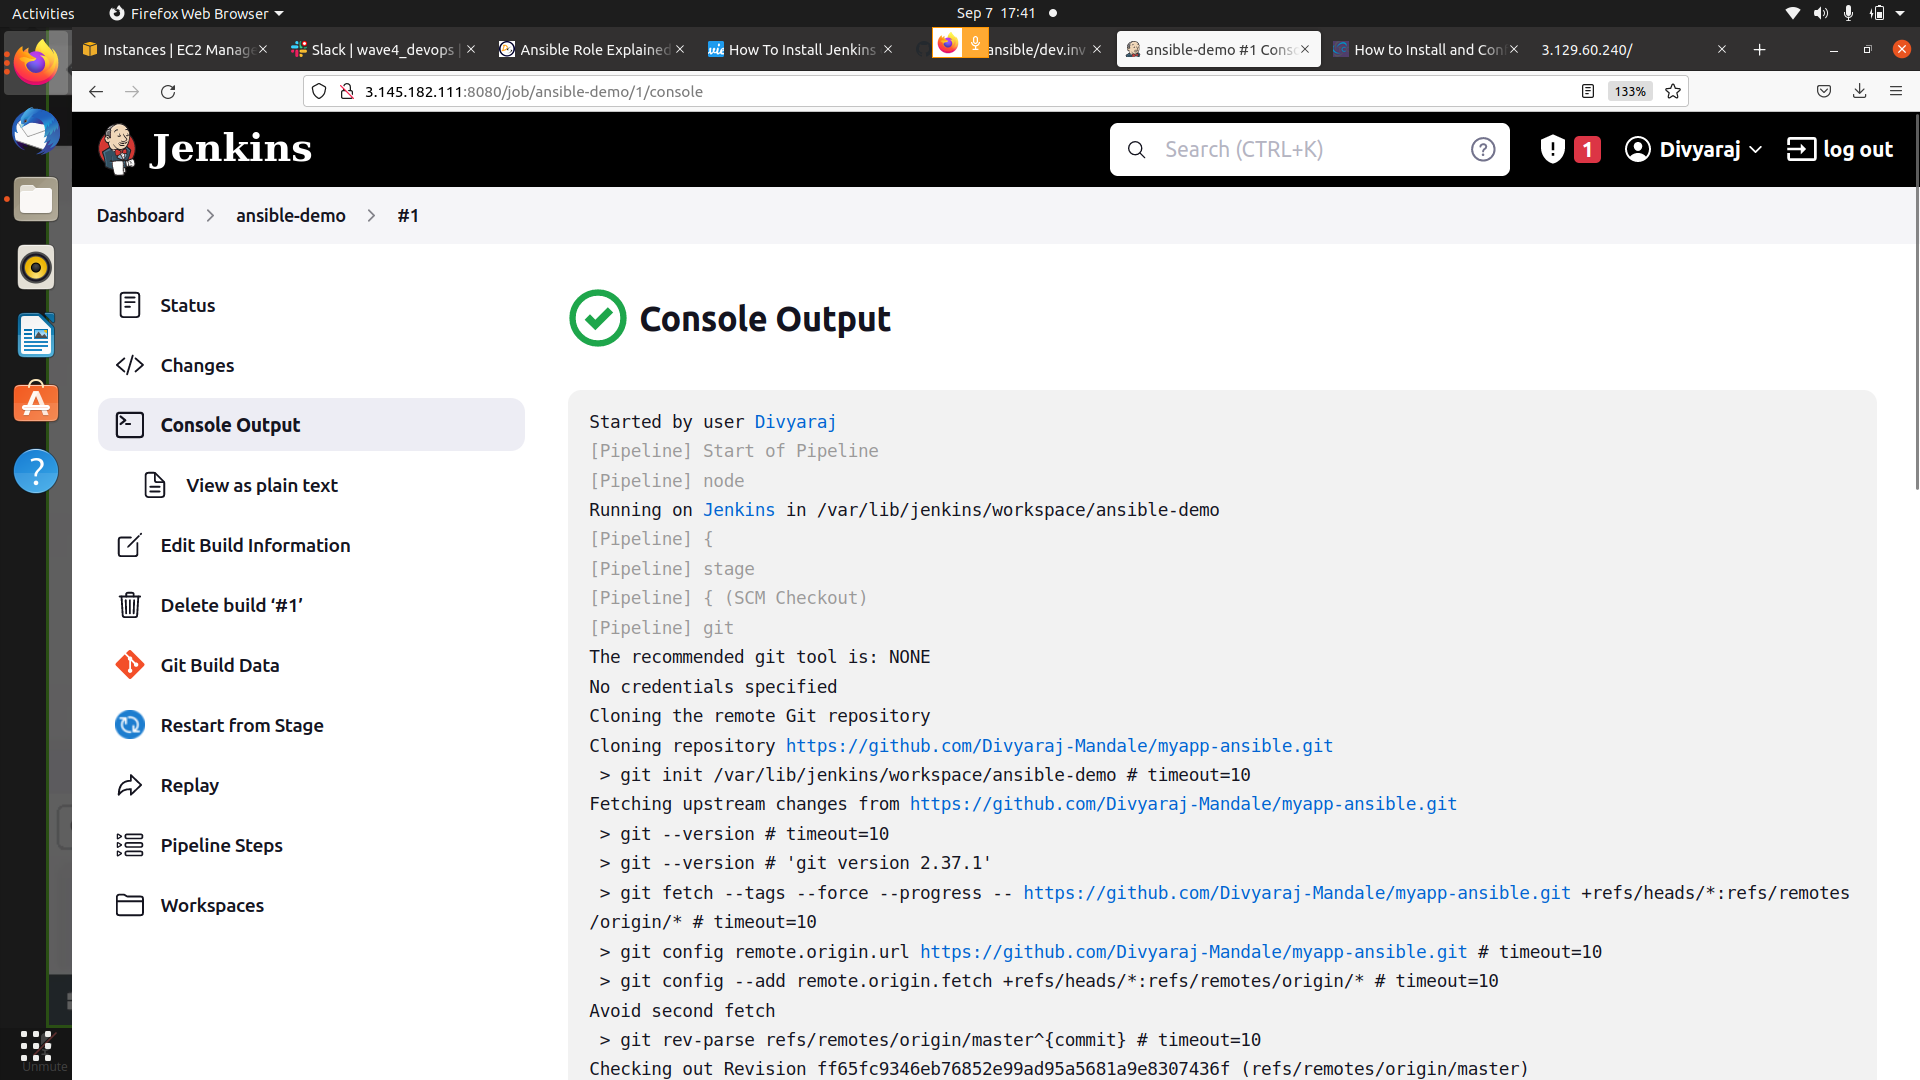 Activities
Firefox Web Browser
Sep 7 17:41
Instances | EC2 Manage
Slack | wave4_devops |
Ansible Role Explained
How To Install Jenkins
ansible/dev.inv
ansible-demo #1 Conso
How to Install and Conf
3.129.60.240/
3.145.182.111:8080/job/ansible-demo/1/console
133%
Jenkins
Search (CTRL+K)
?
1
Divyaraj
log out
Dashboard
ansible-demo
#1
Status
Changes
Console Output
View as plain text
Edit Build Information
Delete build ‘#1’
Git Build Data
Restart from Stage
Replay
Pipeline Steps
Workspaces
Console Output
Started by user Divyaraj
[Pipeline] Start of Pipeline
[Pipeline] node
Running on Jenkins in /var/lib/jenkins/workspace/ansible-demo
[Pipeline] {
[Pipeline] stage
[Pipeline] { (SCM Checkout)
[Pipeline] git
The recommended git tool is: NONE
No credentials specified
Cloning the remote Git repository
Cloning repository https://github.com/Divyaraj-Mandale/myapp-ansible.git
> git init /var/lib/jenkins/workspace/ansible-demo # timeout=10
Fetching upstream changes from https://github.com/Divyaraj-Mandale/myapp-ansible.git
> git --version # timeout=10
> git --version # 'git version 2.37.1'
> git fetch --tags --force --progress -- https://github.com/Divyaraj-Mandale/myapp-ansible.git +refs/heads/*:refs/remotes
/origin/* # timeout=10
> git config remote.origin.url https://github.com/Divyaraj-Mandale/myapp-ansible.git # timeout=10
> git config --add remote.origin.fetch +refs/heads/*:refs/remotes/origin/* # timeout=10
Avoid second fetch
> git rev-parse refs/remotes/origin/master^{commit} # timeout=10
Checking out Revision ff65fc9346eb76852e99ad95a5681a9e8307436f (refs/remotes/origin/master)
Unmute